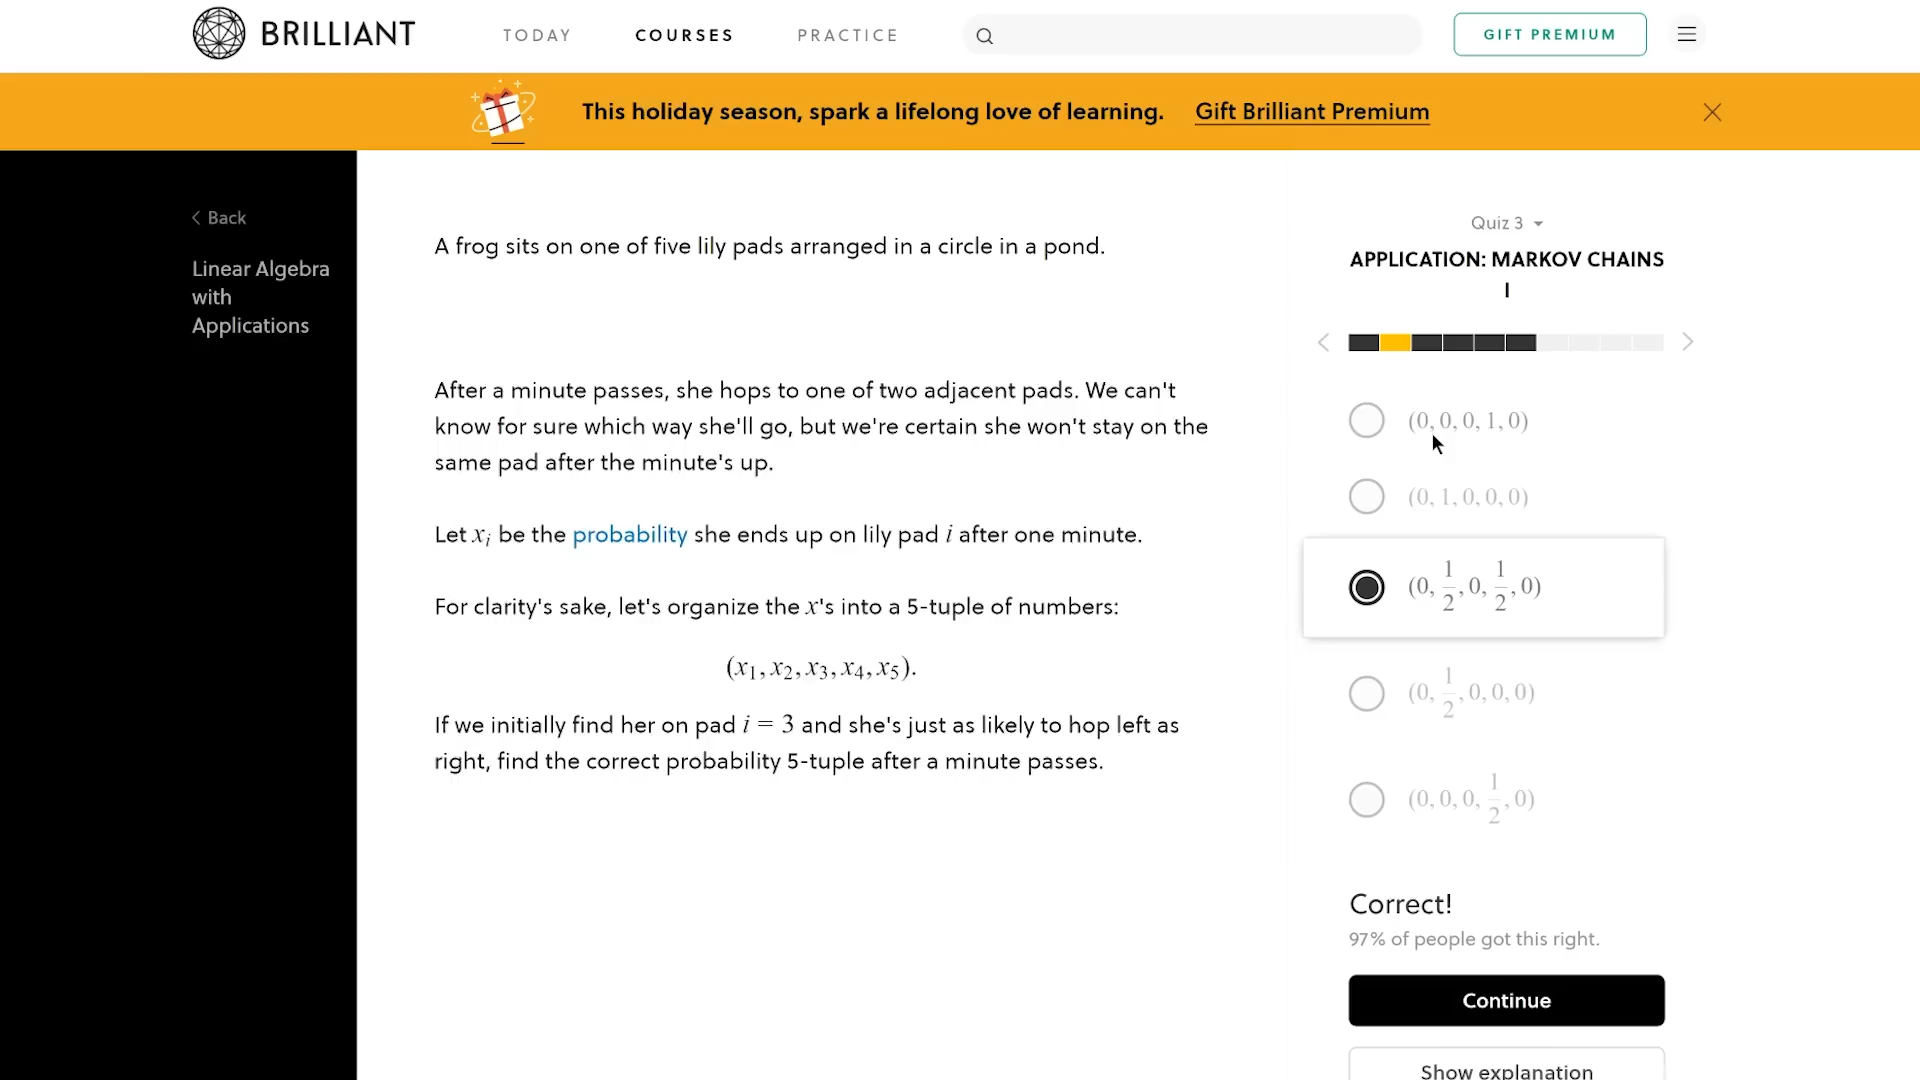 BRILLIANT
TODAY
COURSES
PRACTICE
GIFT PREMIUM
This holiday season, spark a lifelong love of learning. Gift Brilliant Premium
Back
Linear Algebra
with
Applications
A frog sits on one of five lily pads arranged in a circle in a pond.
After a minute passes, she hops to one of two adjacent pads. We can't
know for sure which way she'll go, but we're certain she won't stay on the
same pad after the minute's up.
Let xᵢ be the probability she ends up on lily pad i after one minute.
For clarity's sake, let's organize the x's into a 5-tuple of numbers:
(x₁, x₂, x₃, x₄, x₅).
If we initially find her on pad i = 3 and she's just as likely to hop left as
right, find the correct probability 5-tuple after a minute passes.
Quiz 3
APPLICATION: MARKOV CHAINS
I
(0, 0, 0, 1, 0)
(0, 1, 0, 0, 0)
(0, 1/2, 0, 1/2, 0)
(0, 1/2, 0, 0, 0)
(0, 0, 0, 1/2, 0)
Correct!
97% of people got this right.
Continue
Show explanation